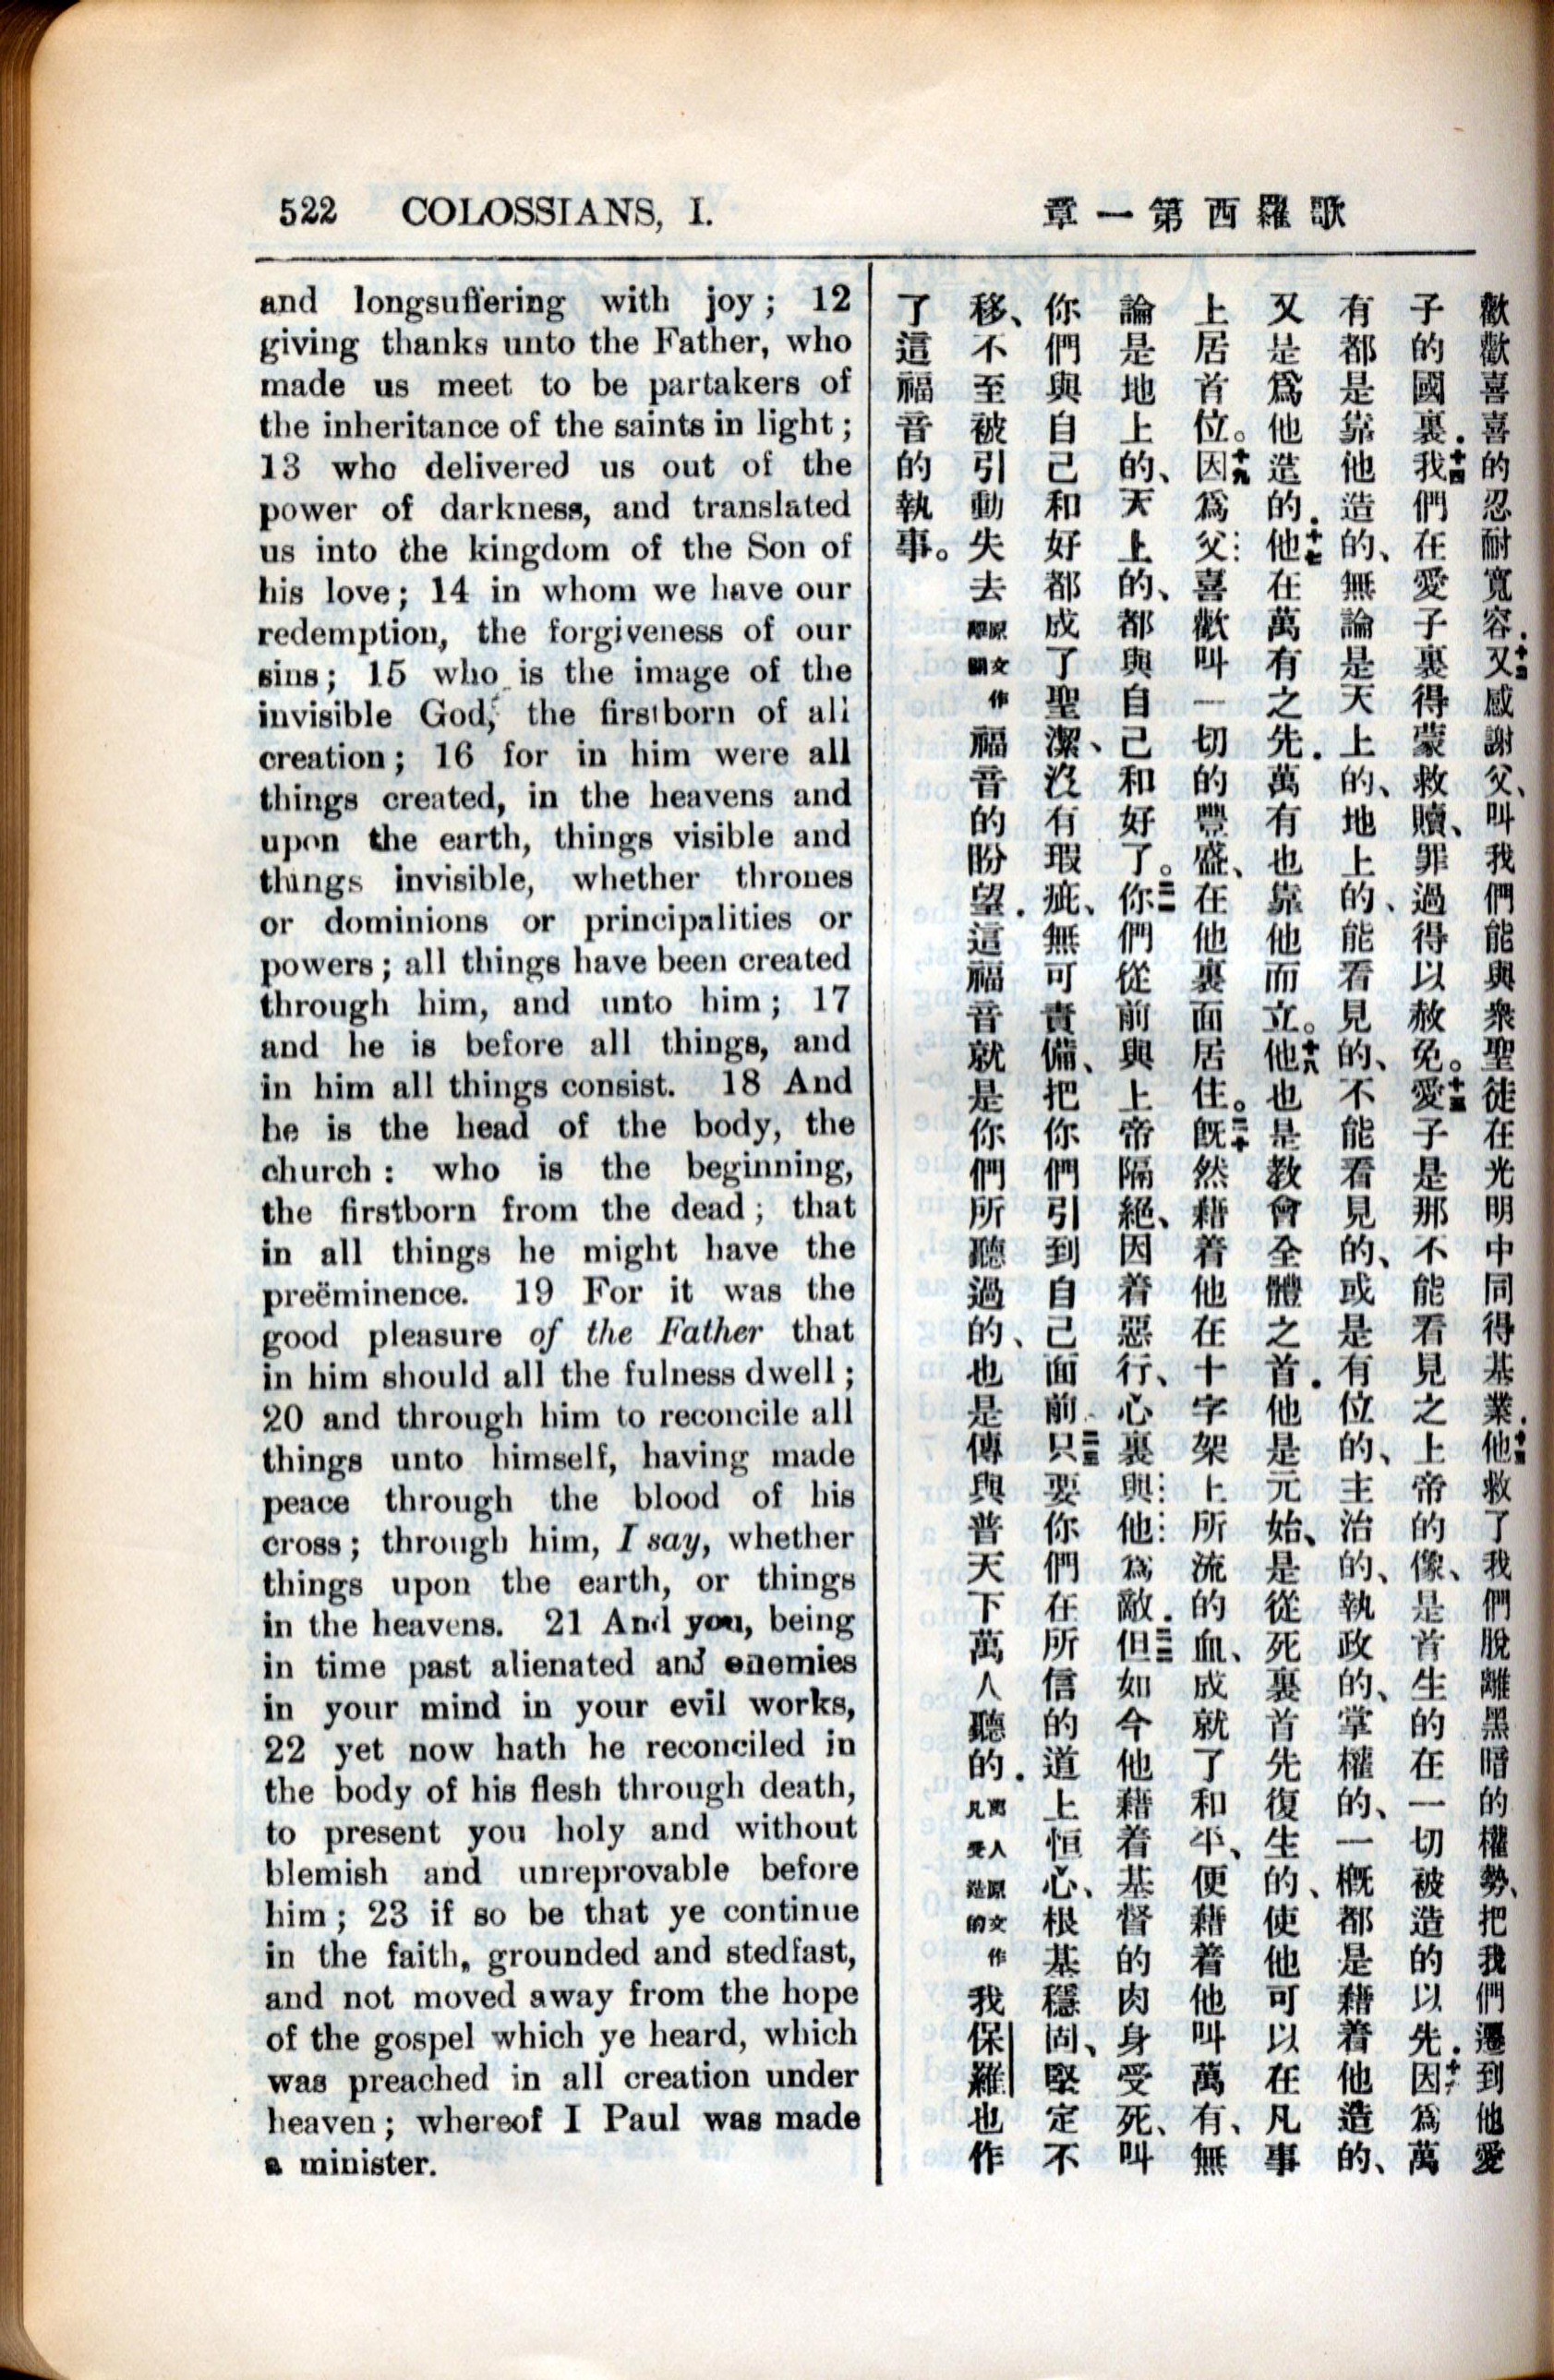 522 COLOSSIANS, I.
歌羅西第一章
and longsuffering with joy; 12
giving thanks unto the Father, who
made us meet to be partakers of
the inheritance of the saints in light;
13 who delivered us out of the
power of darkness, and translated
us into the kingdom of the Son of
his love; 14 in whom we have our
redemption, the forgiveness of our
sins; 15 who is the image of the
invisible God, the firstborn of all
creation; 16 for in him were all
things created, in the heavens and
upon the earth, things visible and
things invisible, whether thrones
or dominions or principalities or
powers; all things have been created
through him, and unto him; 17
and he is before all things, and
in him all things consist. 18 And
he is the head of the body, the
church: who is the beginning,
the firstborn from the dead; that
in all things he might have the
preëminence. 19 For it was the
good pleasure of the Father that
in him should all the fulness dwell;
20 and through him to reconcile all
things unto himself, having made
peace through the blood of his
cross; through him, I say, whether
things upon the earth, or things
in the heavens. 21 And you, being
in time past alienated and enemies
in your mind in your evil works,
22 yet now hath he reconciled in
the body of his flesh through death,
to present you holy and without
blemish and unreprovable before
him; 23 if so be that ye continue
in the faith, grounded and stedfast,
and not moved away from the hope
of the gospel which ye heard, which
was preached in all creation under
heaven; whereof I Paul was made
a minister.
歡歡喜喜的忍耐寬容.十二又感謝父、叫我們能與衆聖徒在光明中同得基業.十三他救了我們脫離黑暗的權勢、把我們遷到他愛
子的國裏.十四我們在愛子裏得蒙救贖、罪過得以赦免。十五愛子是那不能看見之上帝的像、是首生的在一切被造的以先.十六因爲萬
有都是靠他造的、無論是天上的、地上的、能看見的、不能看見的、或是有位的、主治的、執政的、掌權的、一概都是藉着他造的、
又是爲他造的.十七他在萬有之先.萬有也靠他而立。十八他也是教會全體之首.他是元始、是從死裏首先復生的、使他可以在凡事
上居首位。十九因爲父喜歡叫一切的豐盛、在他裏面居住。二十既然藉着他在十字架上所流的血、成就了和平、便藉着他叫萬有、無
論是地上的、天上的、都與自己和好了。二一你們從前與上帝隔絕、因着惡行、心裏與他爲敵.二二但如今他藉着基督的肉身受死、叫
你們與自己和好都成了聖潔、沒有瑕疵、無可責備、把你們引到自己面前.二三只要你們在所信的道上恒心、根基穩固、堅定不
移、不至被引動失去原文作離開福音的盼望.這福音就是你們所聽過的、也是傳與普天下萬人聽的.萬人原文作凡受造的我保羅也作
了這福音的執事。